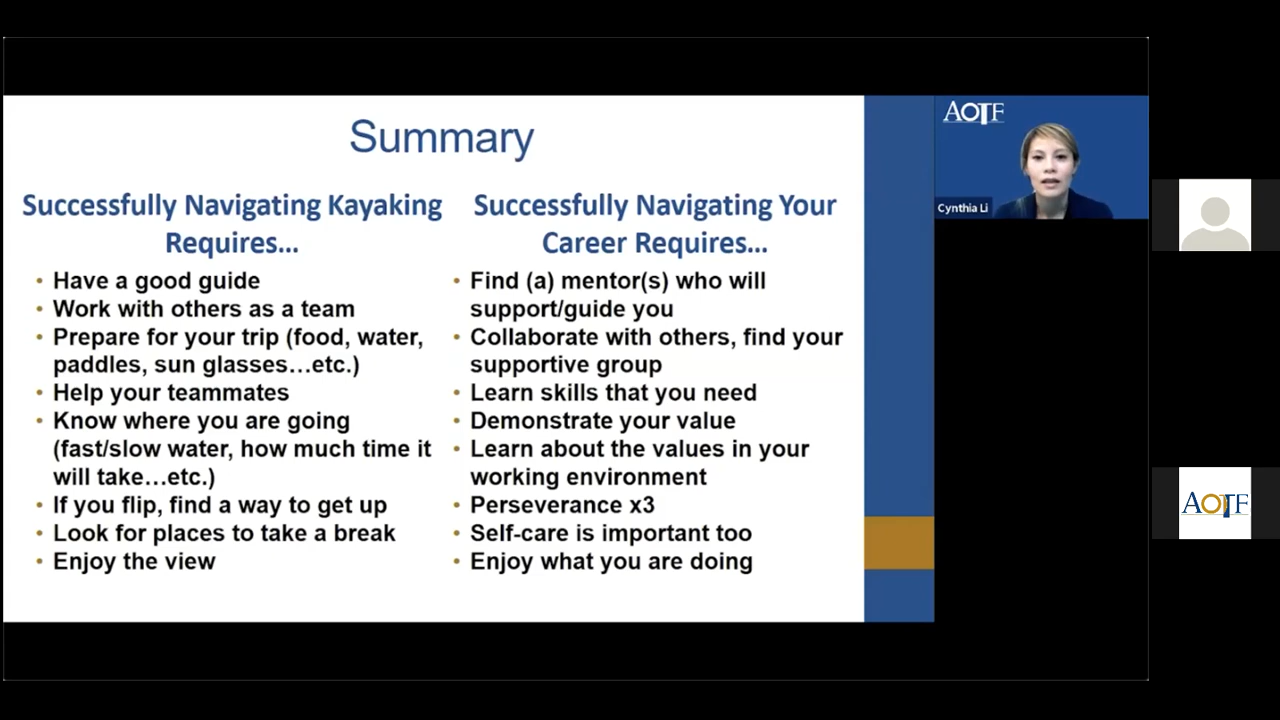 Summary
Successfully Navigating Kayaking
Requires...
• Have a good guide
• Work with others as a team
• Prepare for your trip (food, water,
paddles, sun glasses…etc.)
• Help your teammates
• Know where you are going
(fast/slow water, how much time it
will take…etc.)
• If you flip, find a way to get up
• Look for places to take a break
• Enjoy the view
Successfully Navigating Your
Career Requires...
• Find (a) mentor(s) who will
support/guide you
• Collaborate with others, find your
supportive group
• Learn skills that you need
• Demonstrate your value
• Learn about the values in your
working environment
• Perseverance x3
• Self-care is important too
• Enjoy what you are doing
AOTF
Cynthia Li
AOTF